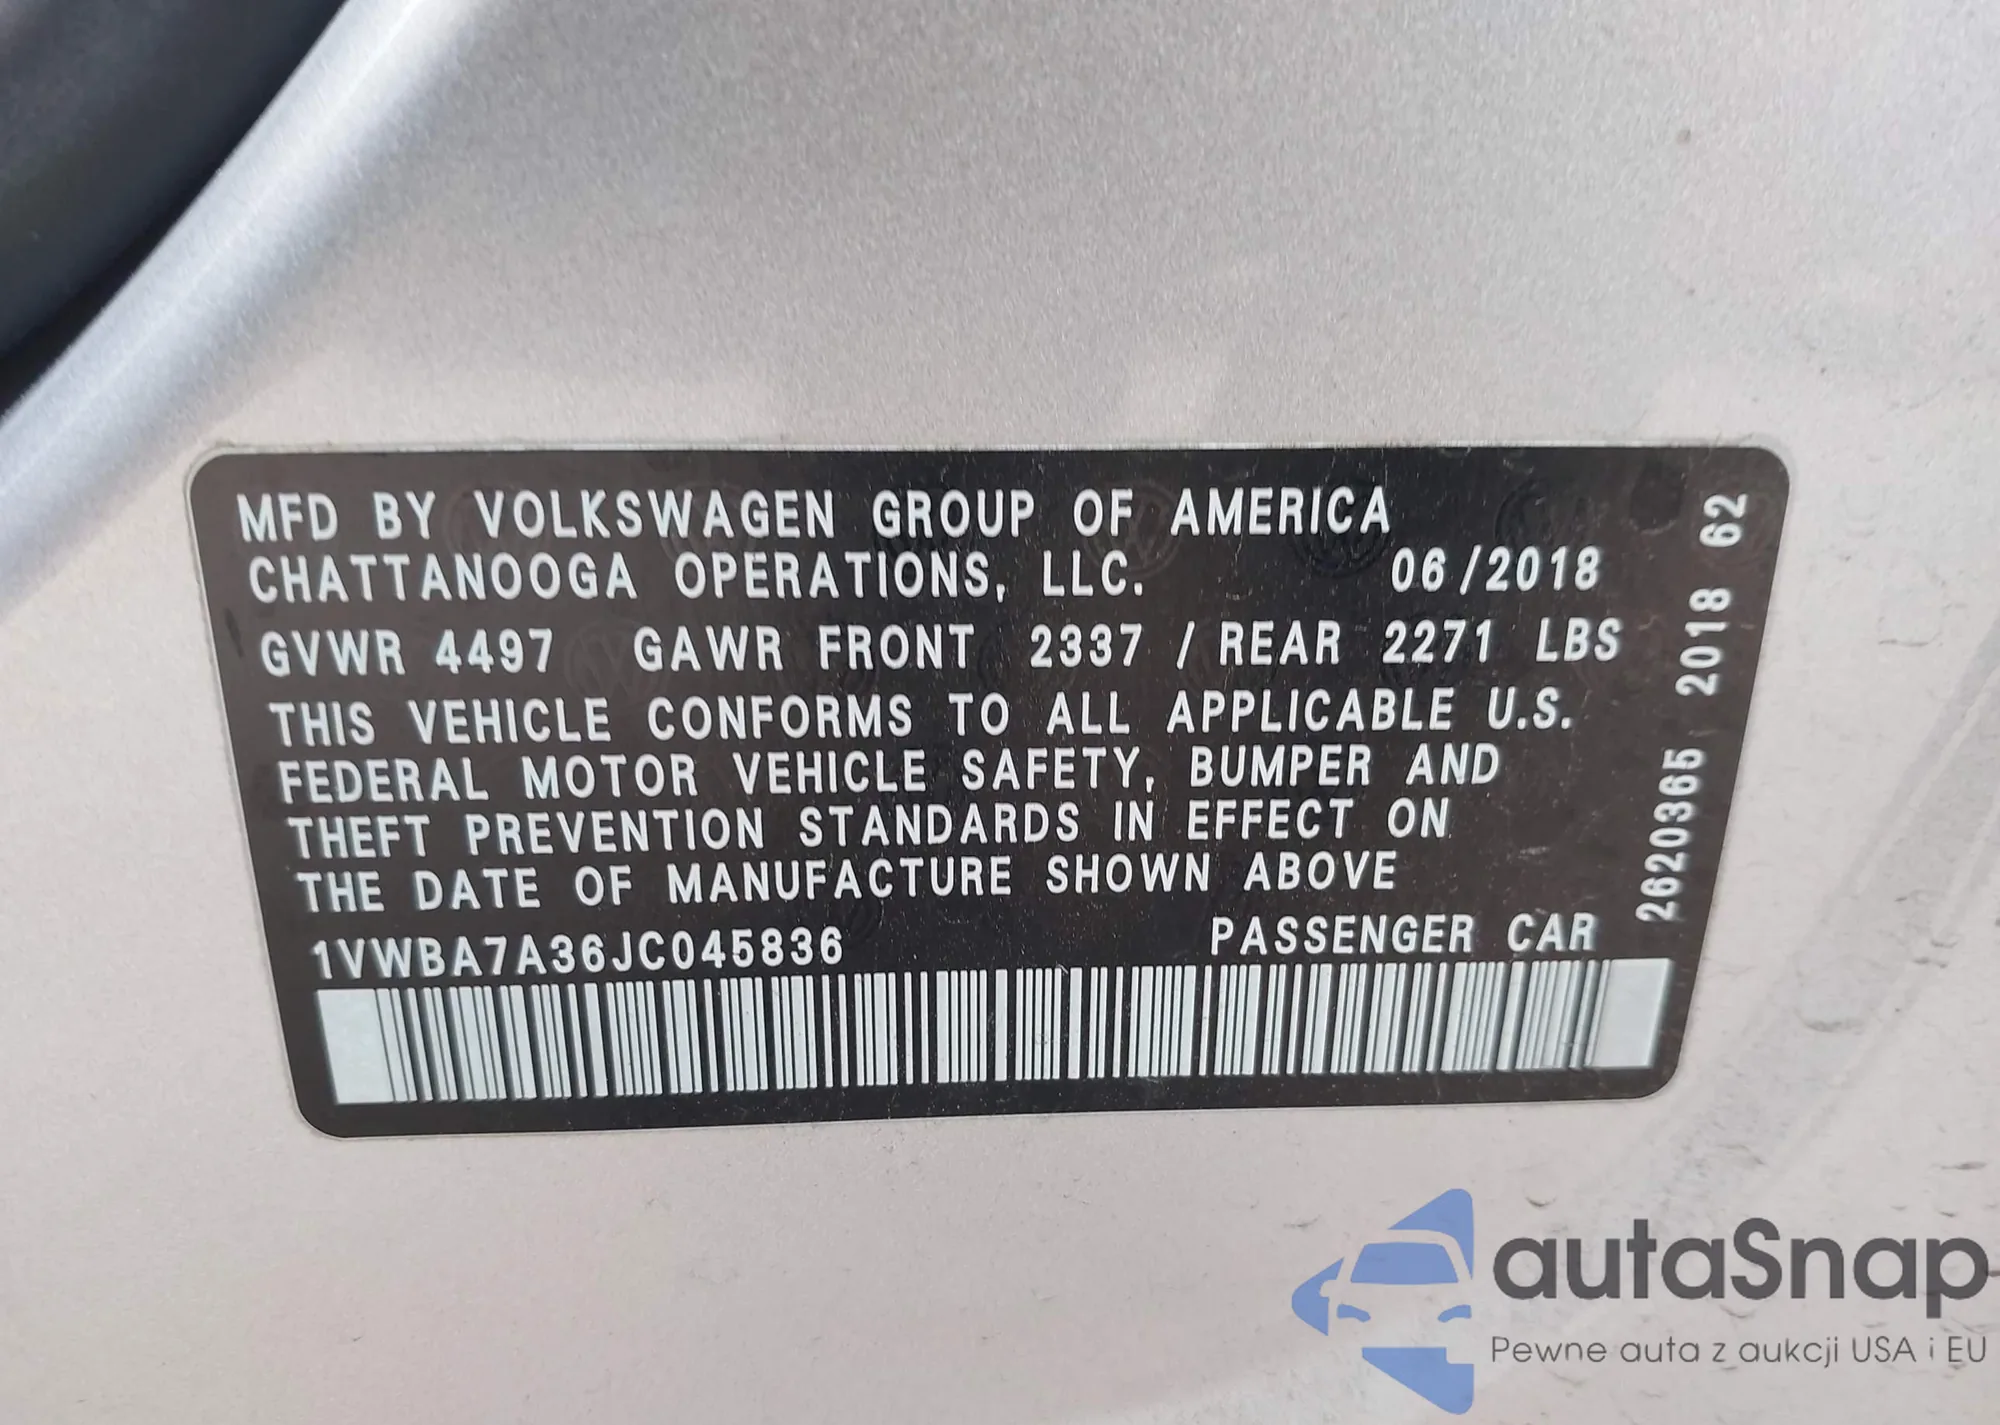 MFD BY VOLKSWAGEN GROUP OF AMERICA
CHATTANOOGA OPERATIONS, LLC. 06/2018
GVWR 4497 GAWR FRONT 2337 / REAR 2271 LBS
THIS VEHICLE CONFORMS TO ALL APPLICABLE U.S.
FEDERAL MOTOR VEHICLE SAFETY, BUMPER AND
THEFT PREVENTION STANDARDS IN EFFECT ON
THE DATE OF MANUFACTURE SHOWN ABOVE
1VWBA7A36JC045836 PASSENGER CAR
2620365 2018 62
autaSnap
Pewne auta z aukcji USA i EU